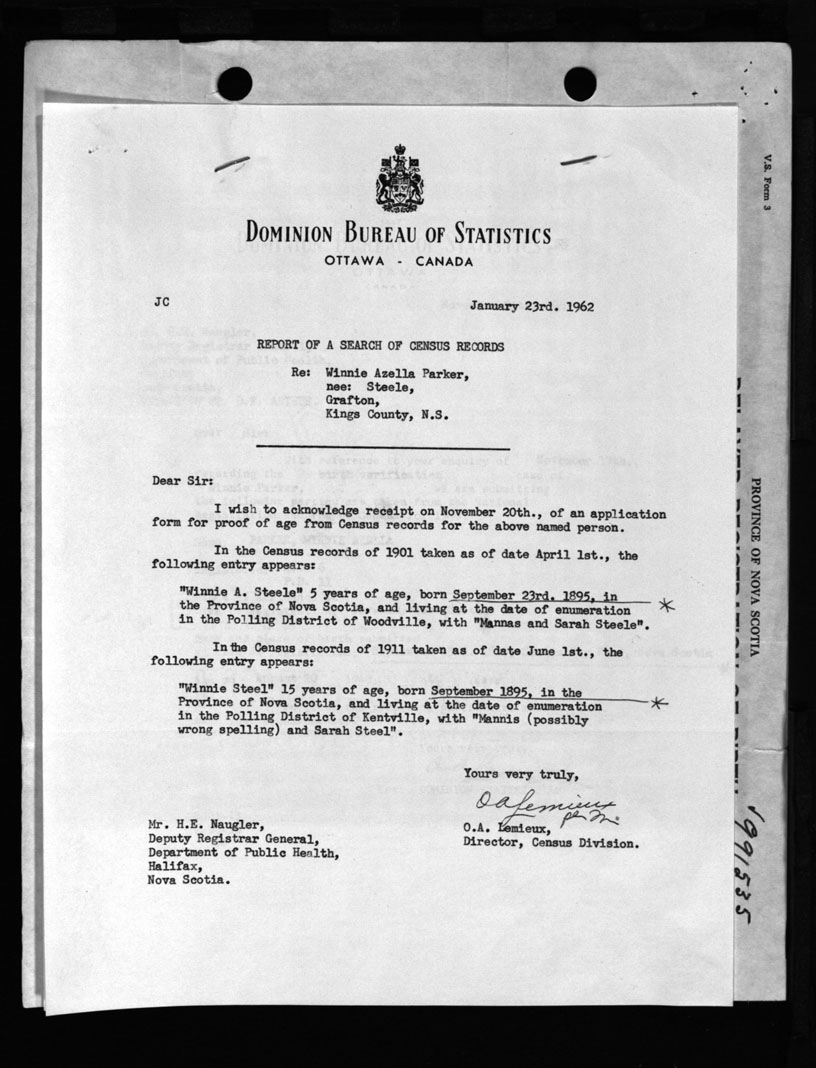 V.S. Form 3
DOMINION BUREAU OF STATISTICS
OTTAWA - CANADA
JC
January 23rd. 1962
REPORT OF A SEARCH OF CENSUS RECORDS
Re: Winnie Azella Parker,
nee: Steele,
Grafton,
Kings County, N.S.
Dear Sir:
I wish to acknowledge receipt on November 20th., of an application
form for proof of age from Census records for the above named person.
In the Census records of 1901 taken as of date April 1st., the
following entry appears:
"Winnie A. Steele" 5 years of age, born September 23rd. 1895, in
the Province of Nova Scotia, and living at the date of enumeration
in the Polling District of Woodville, with "Mannas and Sarah Steele".
In the Census records of 1911 taken as of date June 1st., the
following entry appears:
"Winnie Steel" 15 years of age, born September 1895, in the
Province of Nova Scotia, and living at the date of enumeration
in the Polling District of Kentville, with "Mannis (possibly
wrong spelling) and Sarah Steel".
Yours very truly,
O A Lemieux
O.A. Lemieux,
Director, Census Division.
Mr. H.E. Naugler,
Deputy Registrar General,
Department of Public Health,
Halifax,
Nova Scotia.
PROVINCE OF NOVA SCOTIA
991535